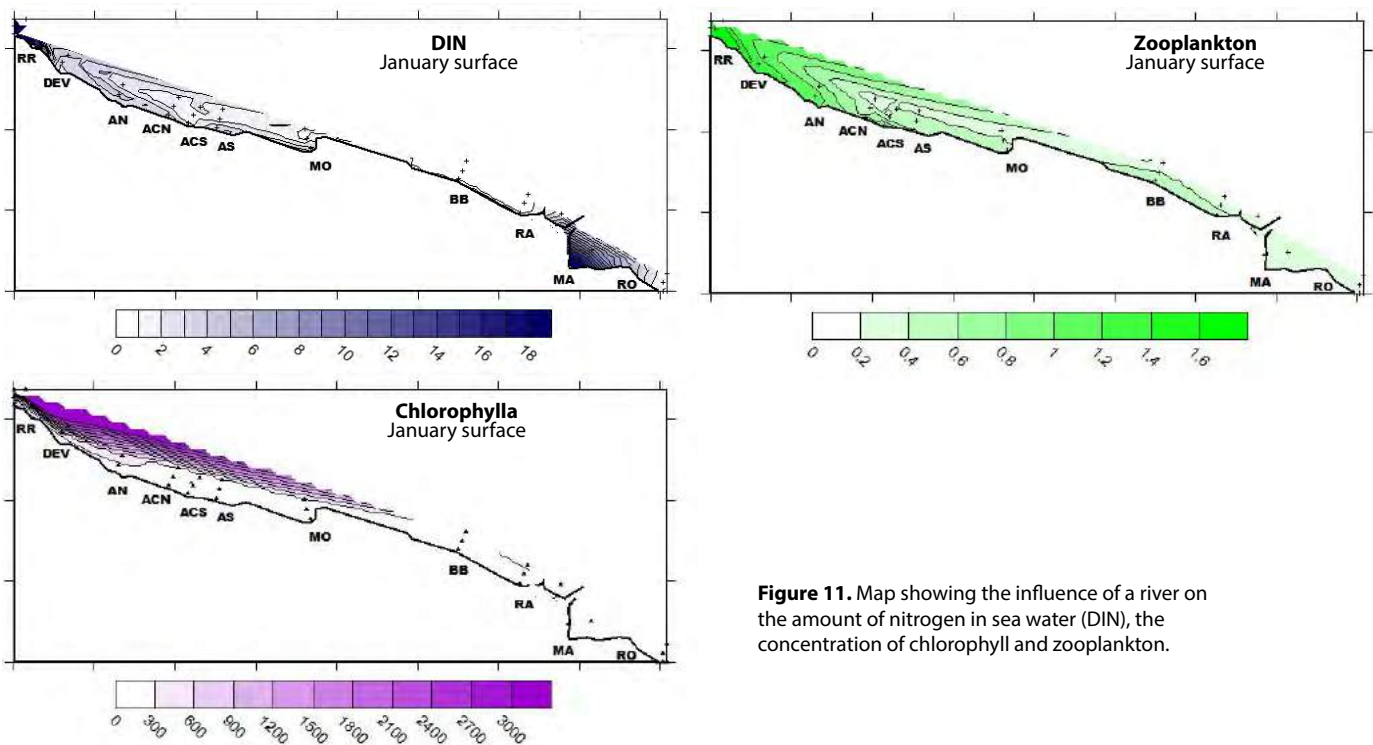 DIN
January surface
RR
DEV
AN
ACN
ACS
AS
MO
BB
RA
MA
RO
0 2 4 6 8 10 12 14 16 18
Zooplankton
January surface
RR
DEV
AN
ACN
ACS
AS
MO
BB
RA
MA
RO
0 0.2 0.4 0.6 0.8 1 1.2 1.4 1.6
Chlorophylla
January surface
RR
DEV
AN
ACN
ACS
AS
MO
BB
RA
MA
RO
0 300 600 900 1200 1500 1800 2100 2400 2700 3000
Figure 11. Map showing the influence of a river on
the amount of nitrogen in sea water (DIN), the
concentration of chlorophyll and zooplankton.